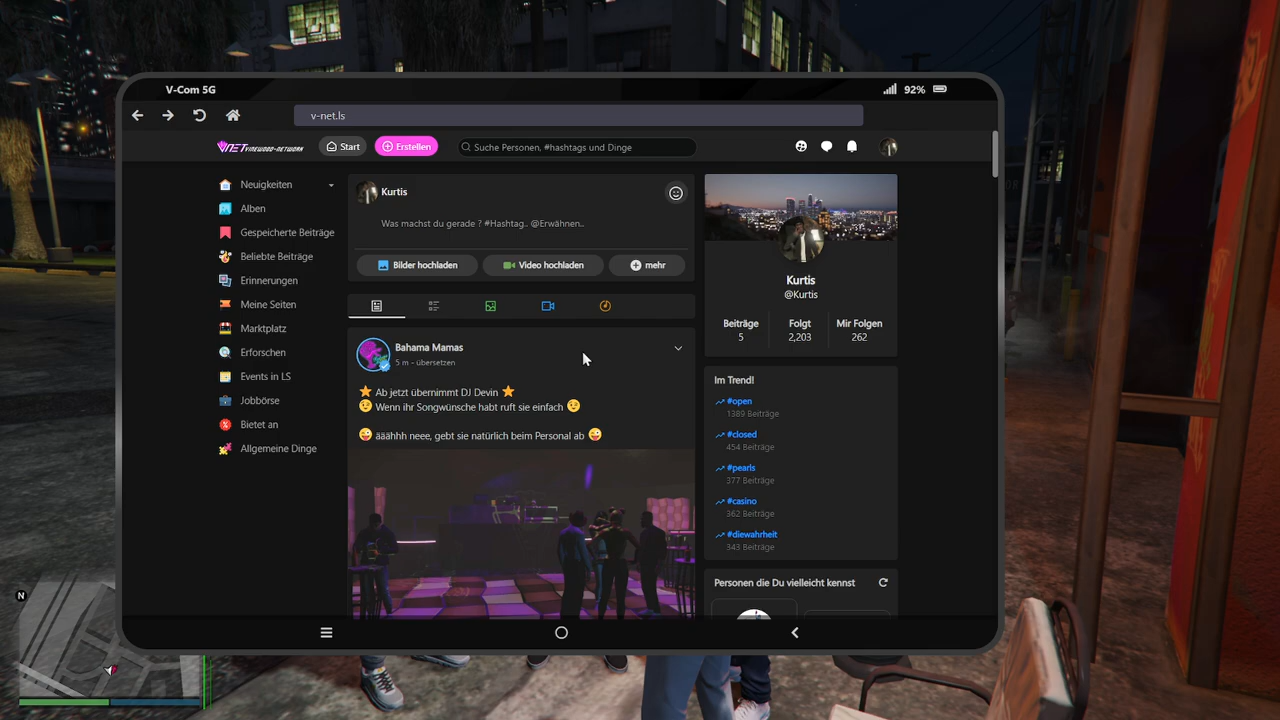 V-Com 5G
92%
v-net.ls
VNET VINEWOOD-NETWORK
Start
Erstellen
Suche Personen, #hashtags und Dinge
Neuigkeiten
Alben
Gespeicherte Beiträge
Beliebte Beiträge
Erinnerungen
Meine Seiten
Marktplatz
Erforschen
Events in LS
Jobbörse
Bietet an
Allgemeine Dinge
Kurtis
Was machst du gerade ? #Hashtag.. @Erwähnen..
Bilder hochladen
Video hochladen
mehr
Bahama Mamas
5 m - übersetzen
Ab jetzt übernimmt DJ Devin
Wenn ihr Songwünsche habt ruft sie einfach
ääähhh neee, gebt sie natürlich beim Personal ab
Kurtis
@Kurtis
Beiträge Folgt Mir Folgen
5 2,203 262
Im Trend!
#open
1389 Beiträge
#closed
454 Beiträge
#pearls
377 Beiträge
#casino
362 Beiträge
#diewahrheit
343 Beiträge
Personen die Du vielleicht kennst
N